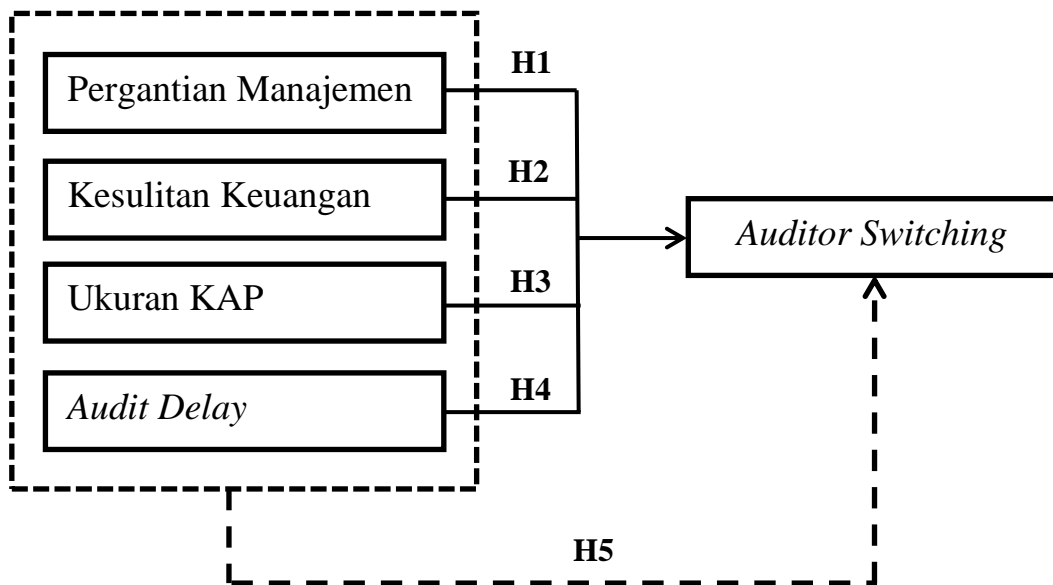 Pergantian Manajemen
H1
Kesulitan Keuangan
H2
Auditor Switching
Ukuran KAP
H3
Audit Delay
H4
H5